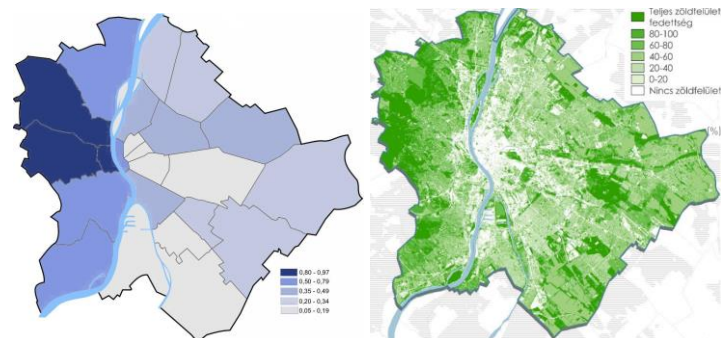 0,80 - 0,97
0,50 - 0,79
0,35 - 0,49
0,20 - 0,34
0,05 - 0,19
Teljes zöldfelület
fedettség
80-100
60-80
40-60
20-40
0-20
Nincs zöldfelület
[%]